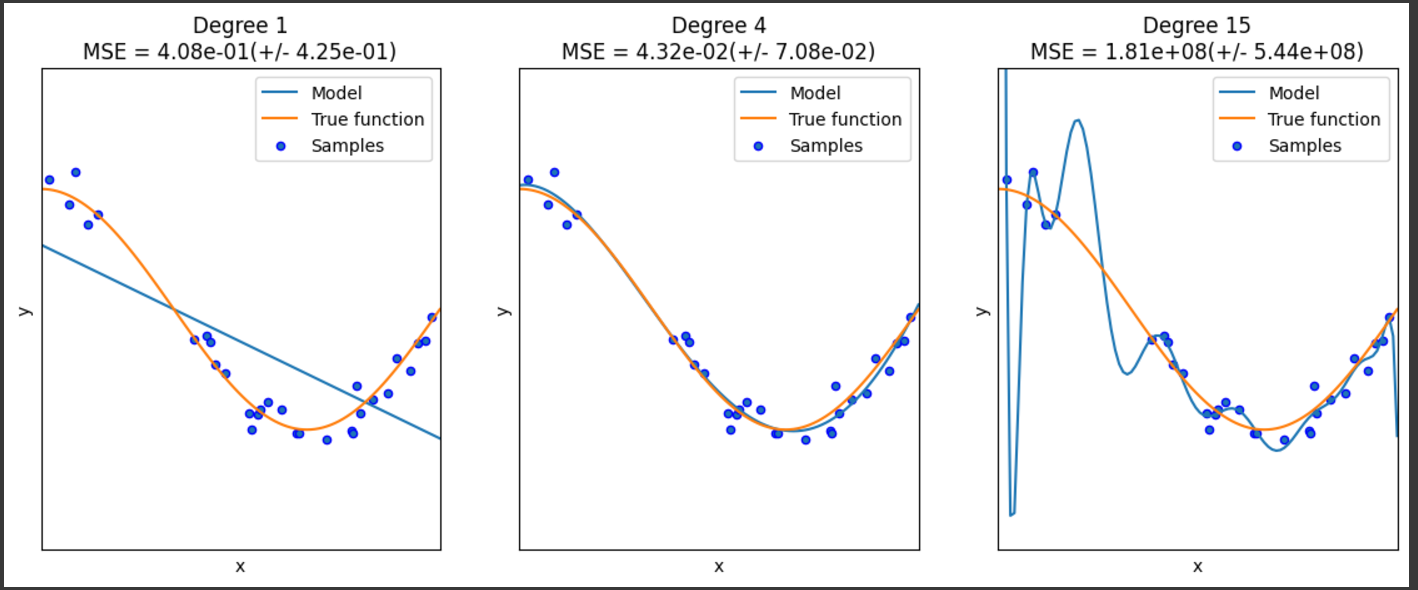 Degree 1
MSE = 4.08e-01(+/- 4.25e-01)
Model
True function
Samples
y
x
Degree 4
MSE = 4.32e-02(+/- 7.08e-02)
Model
True function
Samples
y
x
Degree 15
MSE = 1.81e+08(+/- 5.44e+08)
Model
True function
Samples
y
x